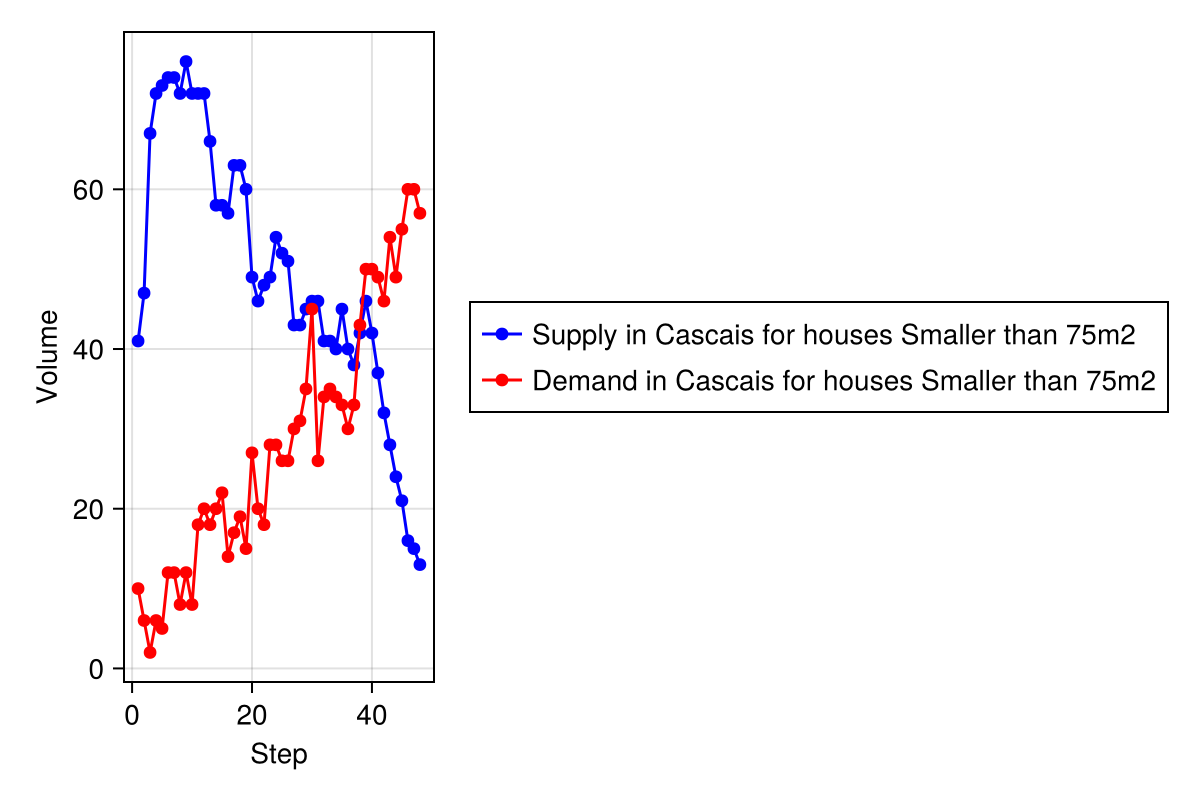 60
40
20
0
Volume
0 20 40
Step
Supply in Cascais for houses Smaller than 75m2
Demand in Cascais for houses Smaller than 75m2